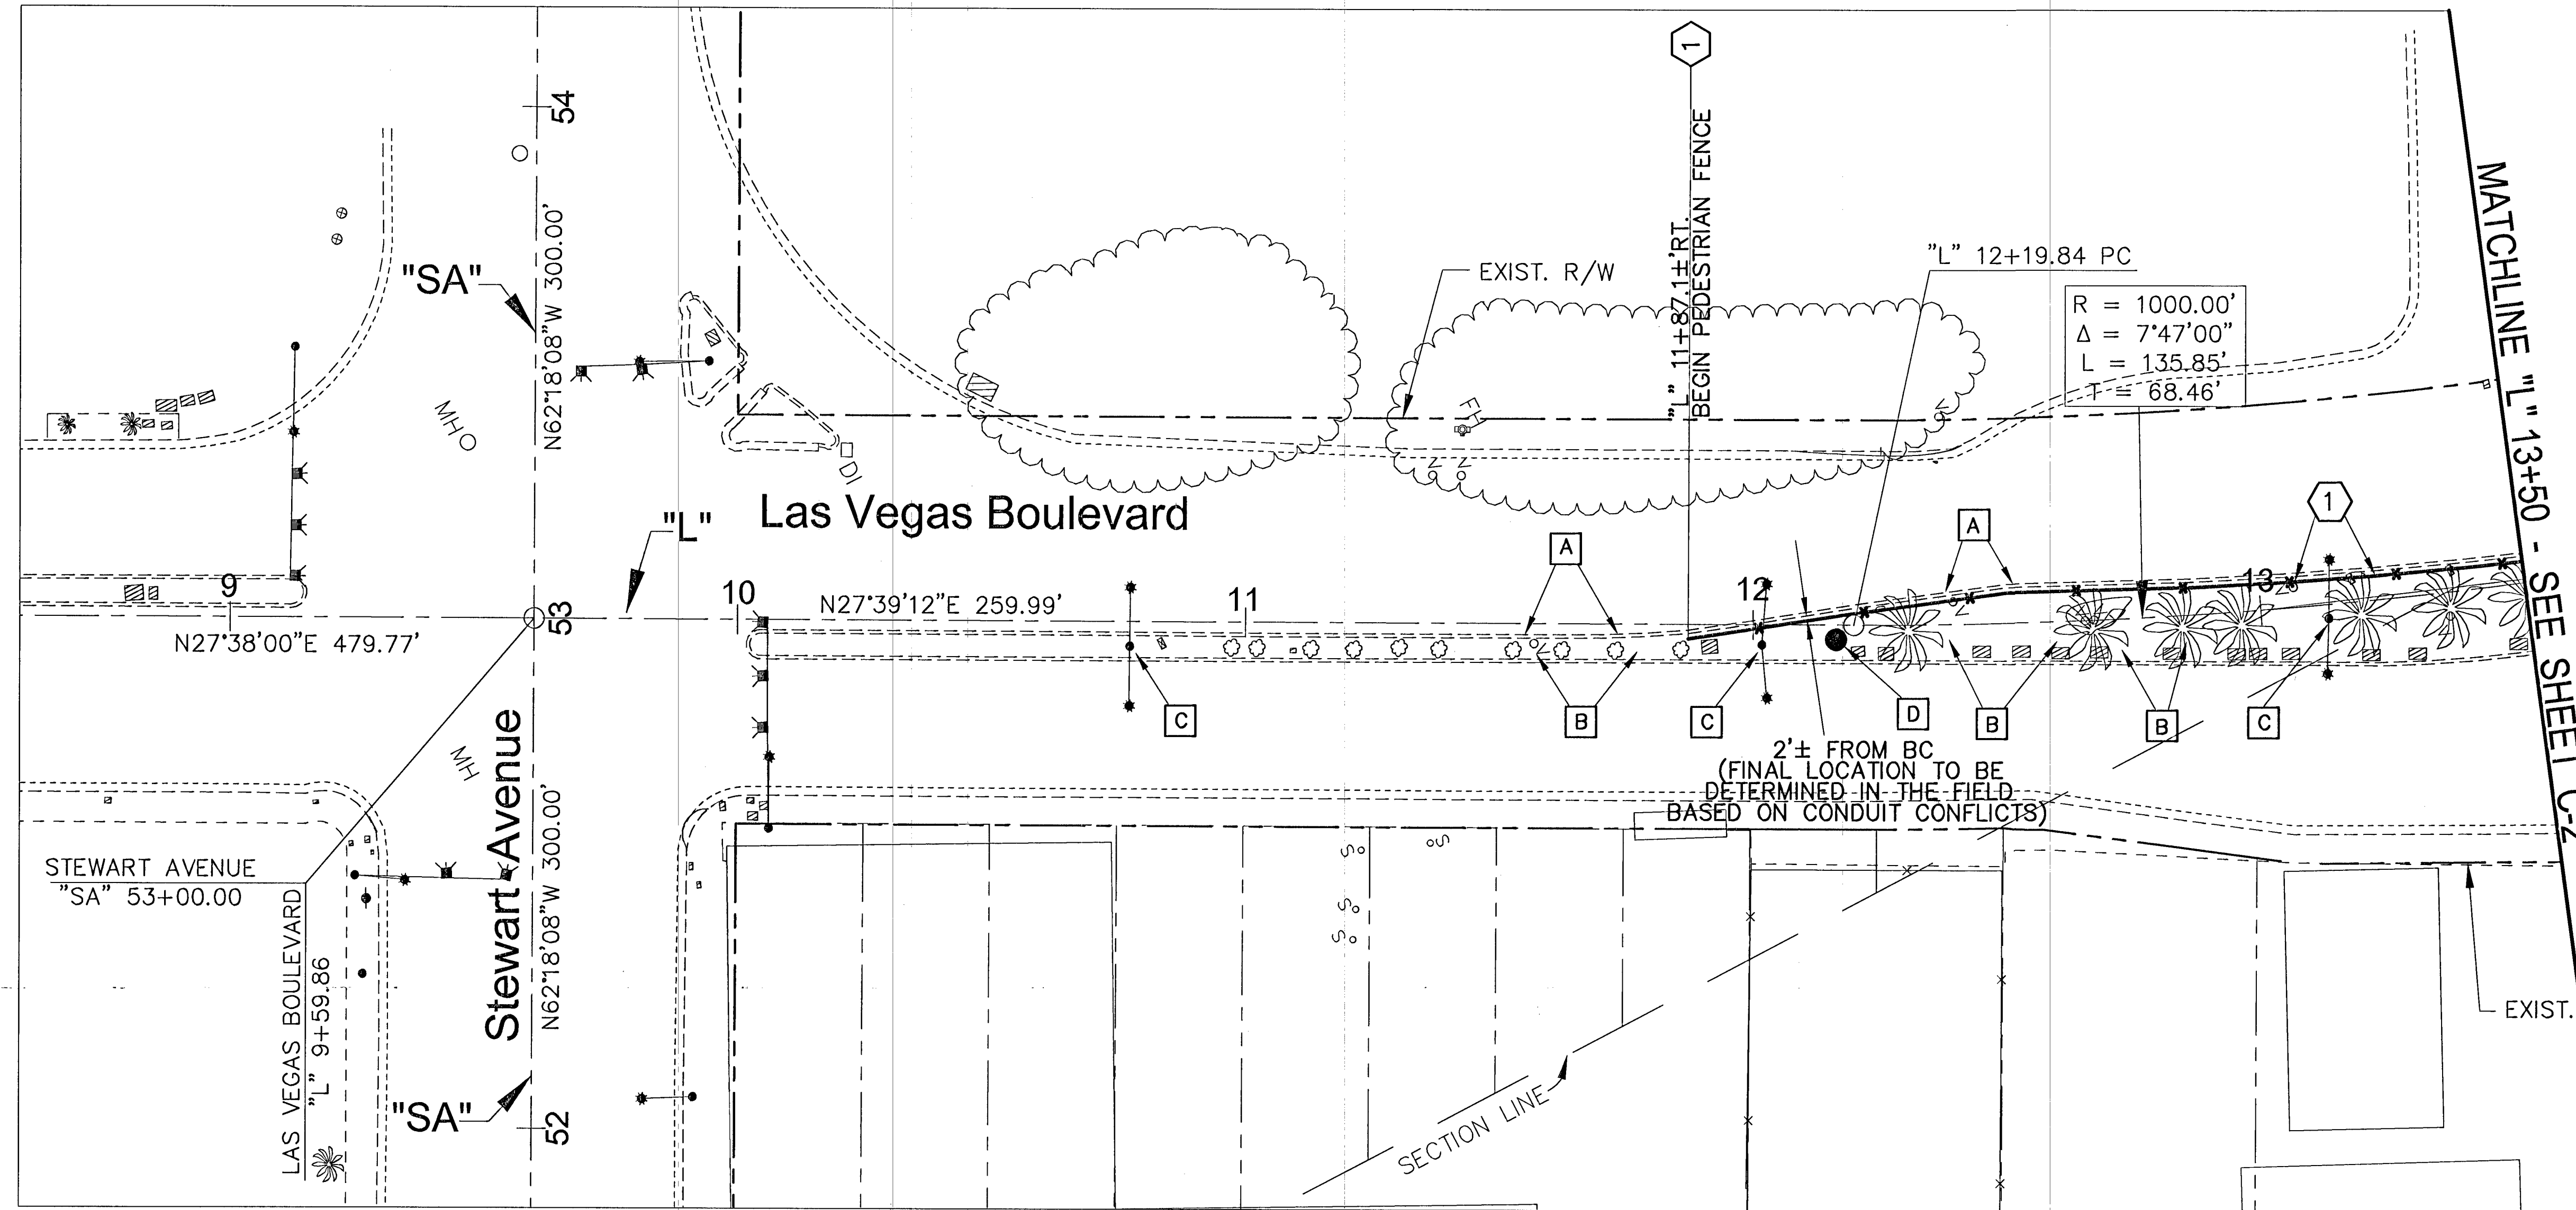 54
1
"L" 11+87.1±'RT.
BEGIN PEDESTRIAN FENCE
"SA"
N62°18'08"W 300.00'
EXIST. R/W
"L" 12+19.84 PC
R = 1000.00'
Δ = 7°47'00"
L = 135.85'
T = 68.46'
MATCHLINE "L" 13+50 - SEE SHEET C-2
MH
FH
V
V
V
DI
Las Vegas Boulevard
"L"
1
A
A
9
N27°38'00"E 479.77'
53
10
N27°39'12"E 259.99'
11
12
13
V
V
V
C
B
C
D
B
B
C
2'± FROM BC
(FINAL LOCATION TO BE
DETERMINED IN THE FIELD
BASED ON CONDUIT CONFLICTS)
MH
Stewart Avenue
N62°18'08"W 300.00'
STEWART AVENUE
"SA" 53+00.00
LAS VEGAS BOULEVARD
"L" 9+59.86
S
S
S
S
"SA"
52
SECTION LINE
EXIST.